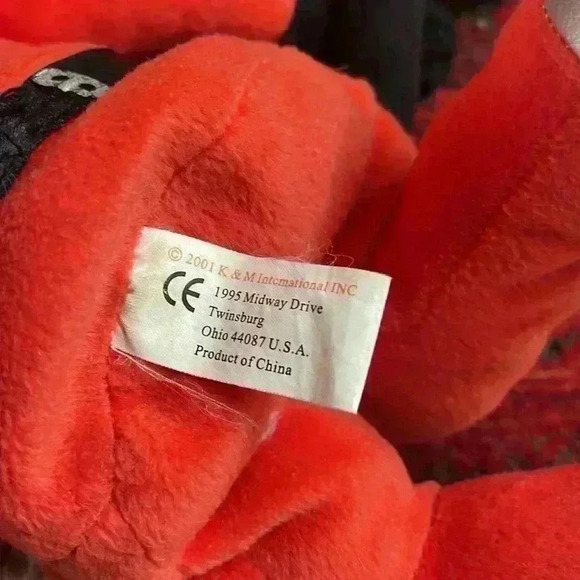 © 2001 K & M International INC
CE 1995 Midway Drive
Twinsburg
Ohio 44087 U.S.A.
Product of China